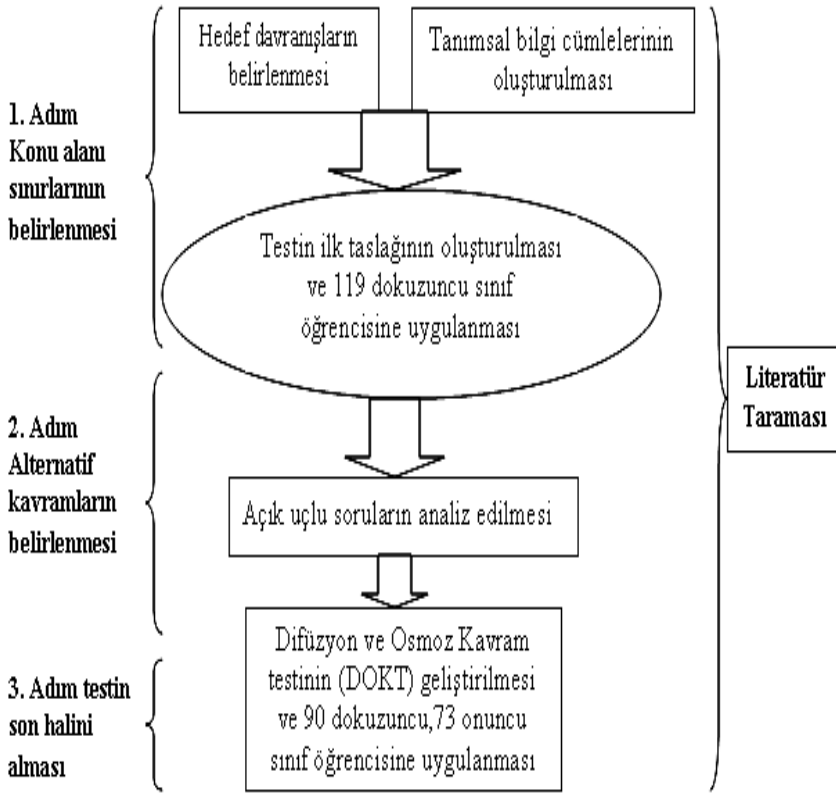 Hedef davranışların
belirlenmesi
Tanımsal bilgi cümlelerinin
oluşturulması
1. Adım
Konu alanı
sınırlarının
belirlenmesi
Testin ilk taslağının oluşturulması
ve 119 dokuzuncu sınıf
öğrencisine uygulanması
Literatür
Taraması
2. Adım
Alternatif
kavramların
belirlenmesi
Açık uçlu soruların analiz edilmesi
3. Adım testin
son halini
alması
Difüzyon ve Osmoz Kavram
testinin (DOKT) geliştirilmesi
ve 90 dokuzuncu,73 onuncu
sınıf öğrencisine uygulanması